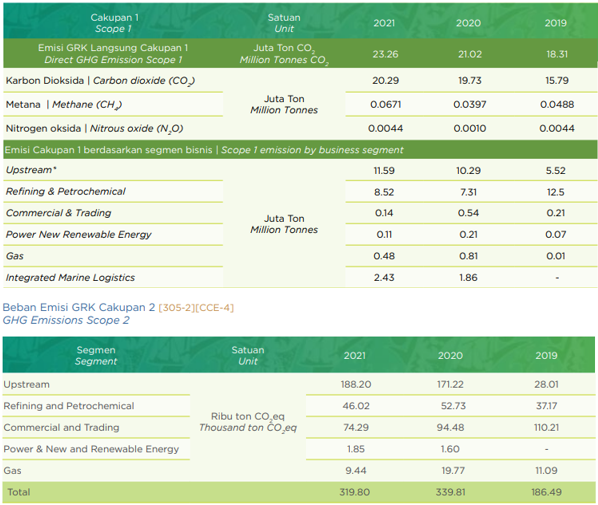 Cakupan 1 Satuan 2021 2020 2019
Scope 1 Unit
Emisi GRK Langsung Cakupan 1 Juta Ton CO2 23.26 21.02 18.31
Direct GHG Emission Scope 1 Million Tonnes CO2
Karbon Dioksida | Carbon dioxide (CO2) Juta Ton 20.29 19.73 15.79
Million Tonnes
Metana | Methane (CH4) 0.0671 0.0397 0.0488
Nitrogen oksida | Nitrous oxide (N2O) 0.0044 0.0010 0.0044
Emisi Cakupan 1 berdasarkan segmen bisnis | Scope 1 emission by business segment
Upstream* 11.59 10.29 5.52
Refining & Petrochemical 8.52 7.31 12.5
Commercial & Trading Juta Ton 0.14 0.54 0.21
Million Tonnes
Power New Renewable Energy 0.11 0.21 0.07
Gas 0.48 0.81 0.01
Integrated Marine Logistics 2.43 1.86 -
Beban Emisi GRK Cakupan 2 [305-2][CCE-4]
GHG Emissions Scope 2
Segmen Satuan 2021 2020 2019
Segment Unit
Upstream 188.20 171.22 28.01
Refining and Petrochemical 46.02 52.73 37.17
Ribu ton CO2eq
Commercial and Trading Thousand ton CO2eq 74.29 94.48 110.21
Power & New and Renewable Energy 1.85 1.60 -
Gas 9.44 19.77 11.09
Total 319.80 339.81 186.49